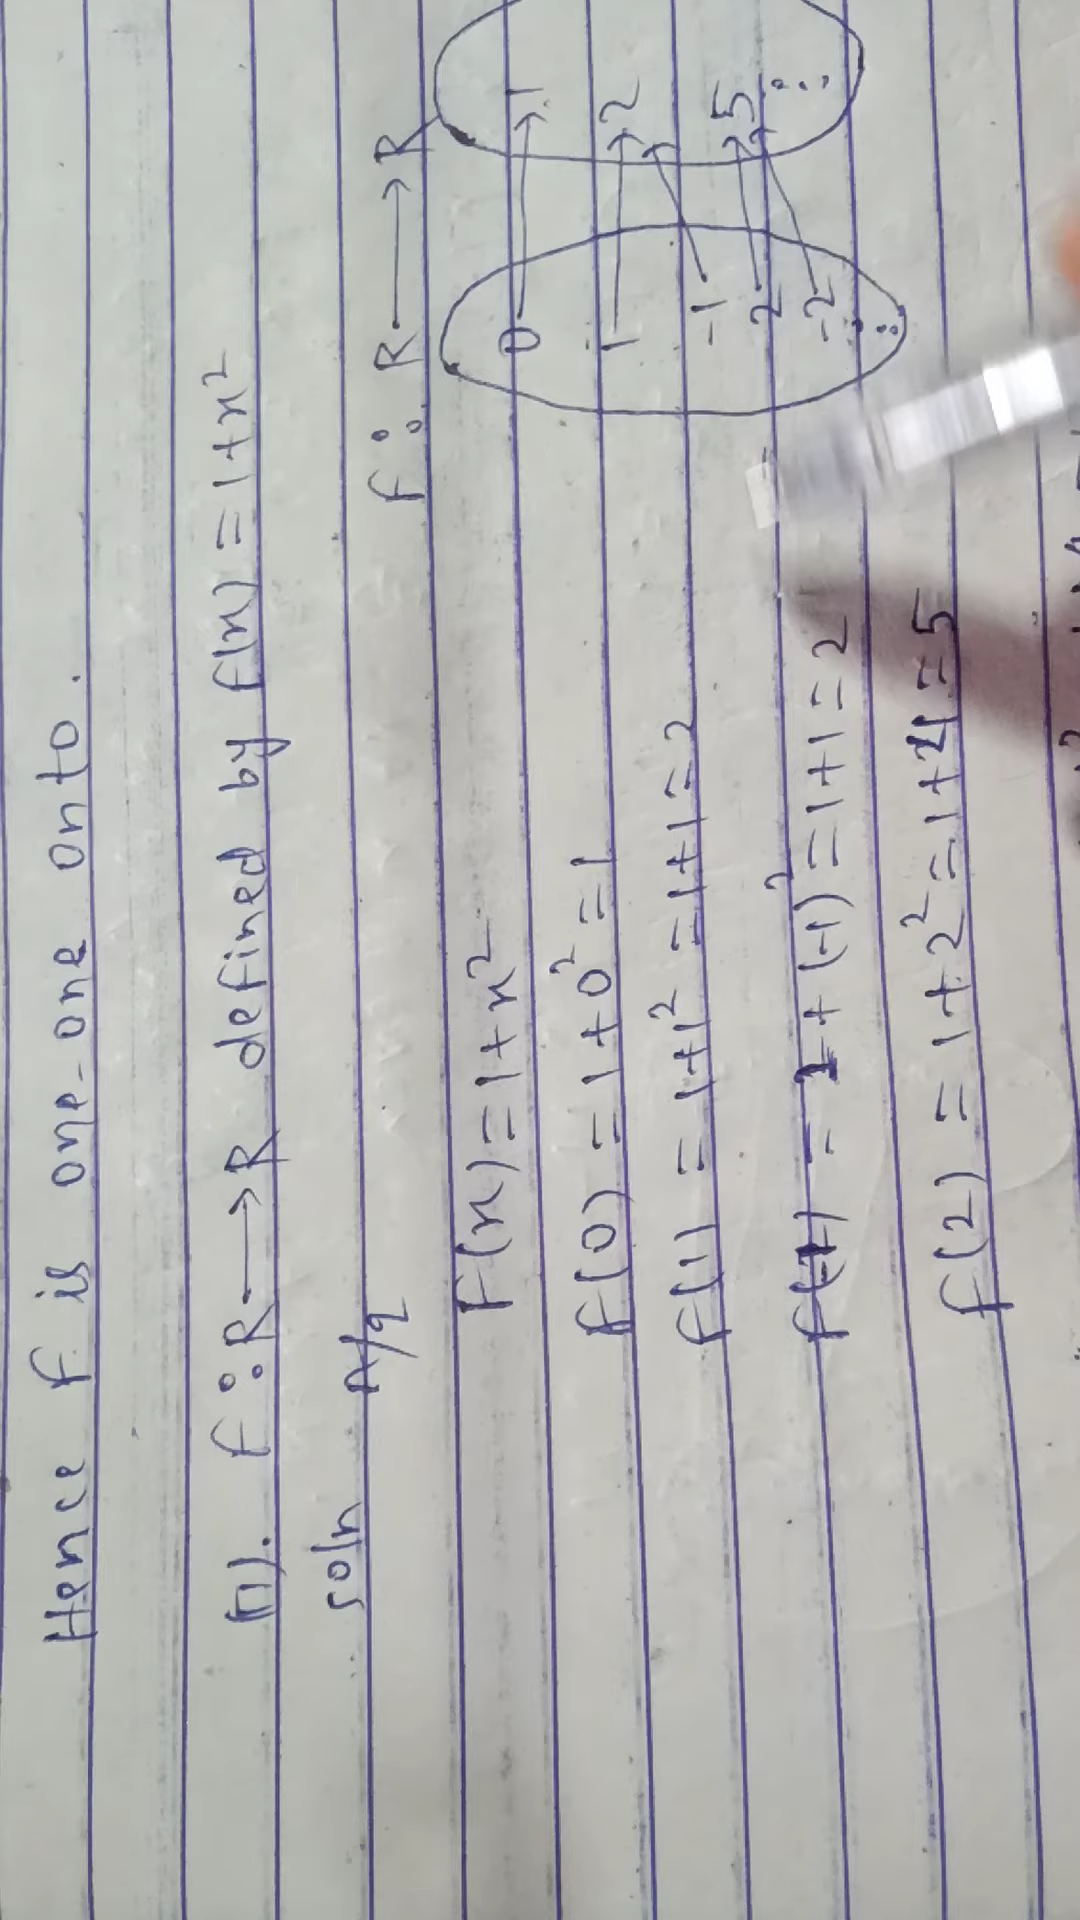 Hence f is one-one onto.
(ii). f : R → R defined by f(x) = 1+x²
soln A/q
f : R → R
F(x) = 1+x²
0 → 1
f(0) = 1+0² = 1
1 → 2
f(1) = 1+1² = 1+1 = 2
-1
2 → 5
f(-1) = 1+(-1)² = 1+1 = 2
-2
f(2) = 1+2² = 1+4 = 5